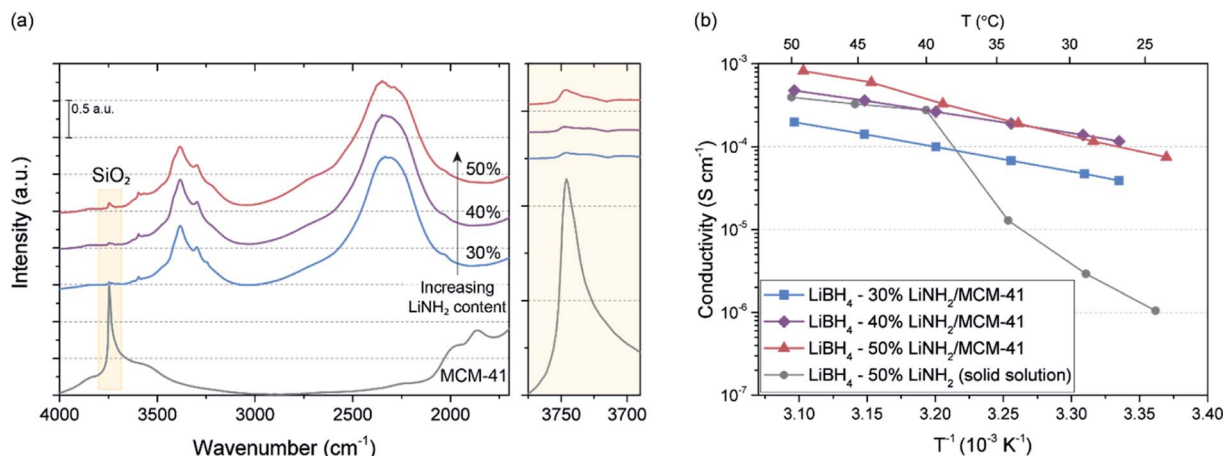 (a)
Intensity (a.u.)
0.5 a.u.
SiO₂
50%
40%
30%
Increasing
LiNH₂ content
MCM-41
4000 3500 3000 2500 2000
3750 3700
Wavenumber (cm⁻¹)
(b)
T (°C)
50 45 40 35 30 25
Conductivity (S cm⁻¹)
10⁻³
10⁻⁴
10⁻⁵
10⁻⁶
10⁻⁷
LiBH₄ - 30% LiNH₂/MCM-41
LiBH₄ - 40% LiNH₂/MCM-41
LiBH₄ - 50% LiNH₂/MCM-41
LiBH₄ - 50% LiNH₂ (solid solution)
3.10 3.15 3.20 3.25 3.30 3.35 3.40
T⁻¹ (10⁻³ K⁻¹)